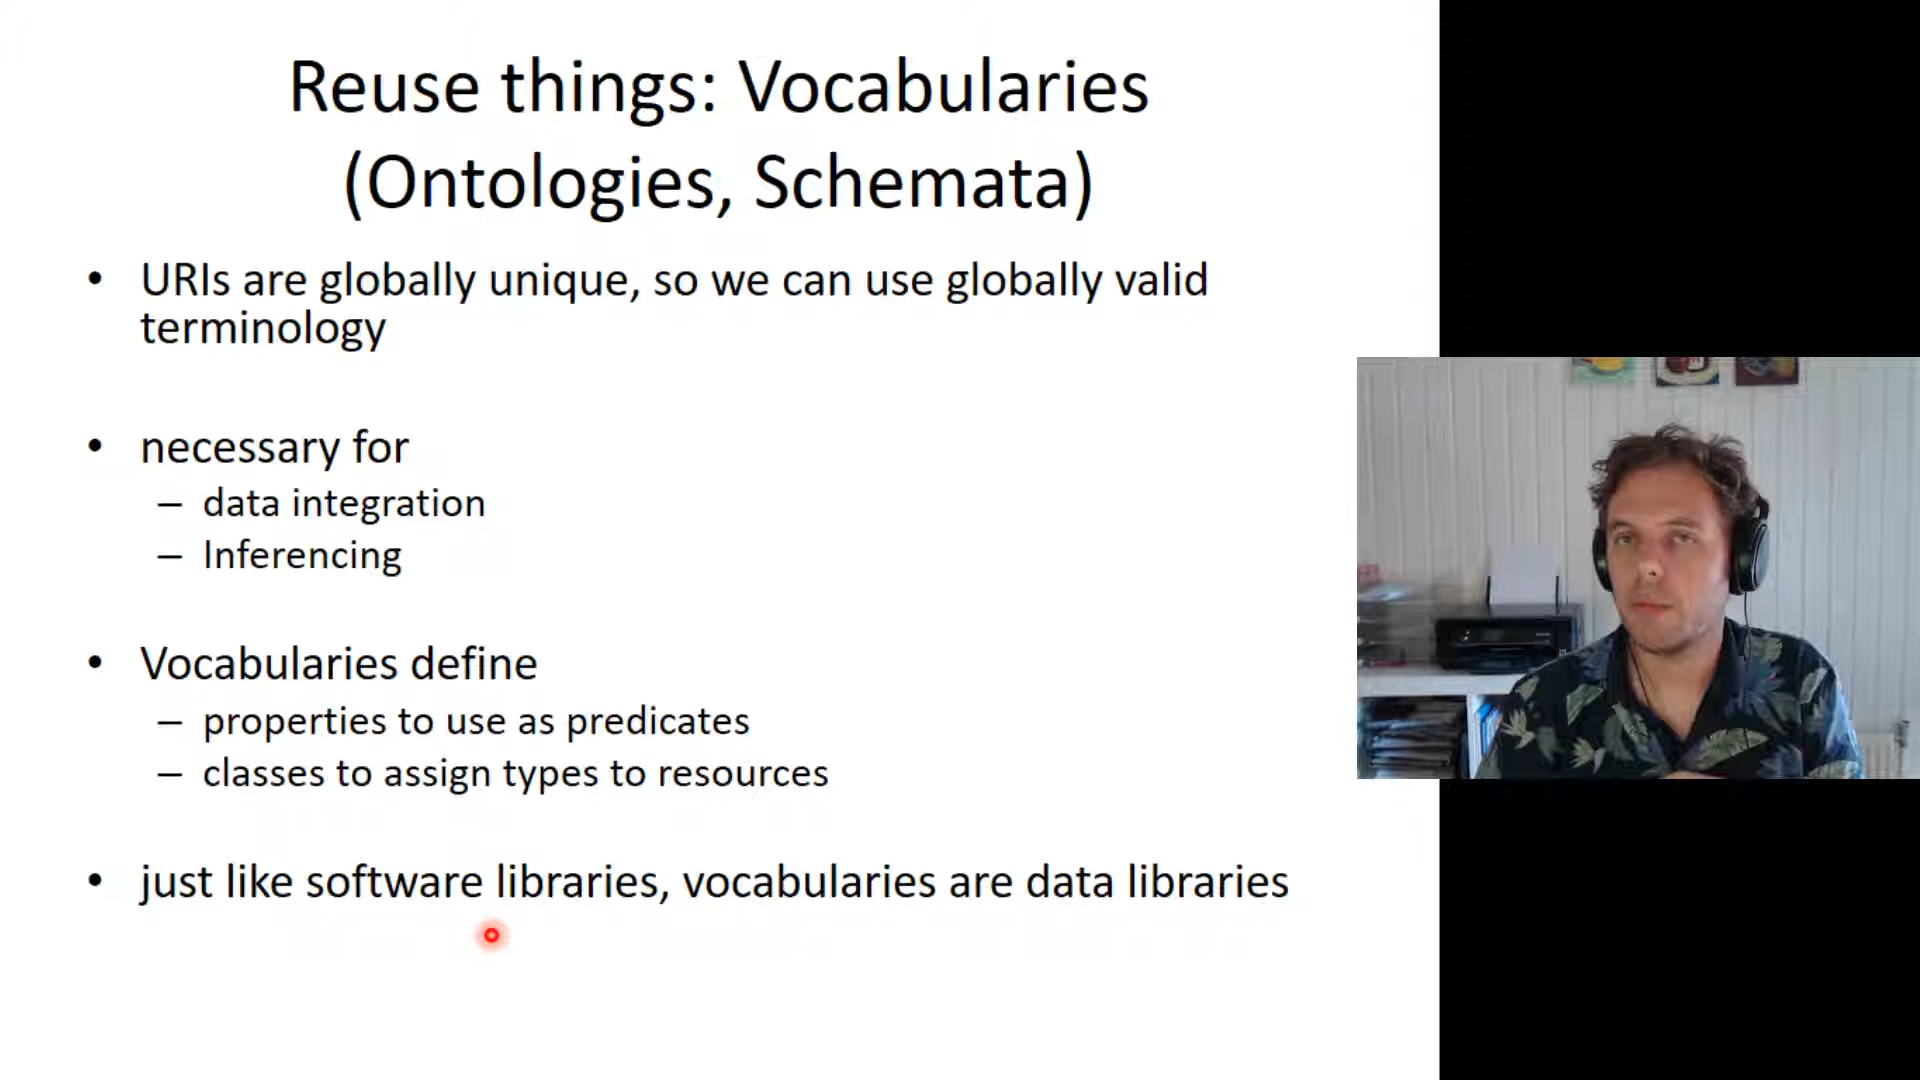 Reuse things: Vocabularies
(Ontologies, Schemata)
• URIs are globally unique, so we can use globally valid
terminology
• necessary for
– data integration
– Inferencing
• Vocabularies define
– properties to use as predicates
– classes to assign types to resources
• just like software libraries, vocabularies are data libraries